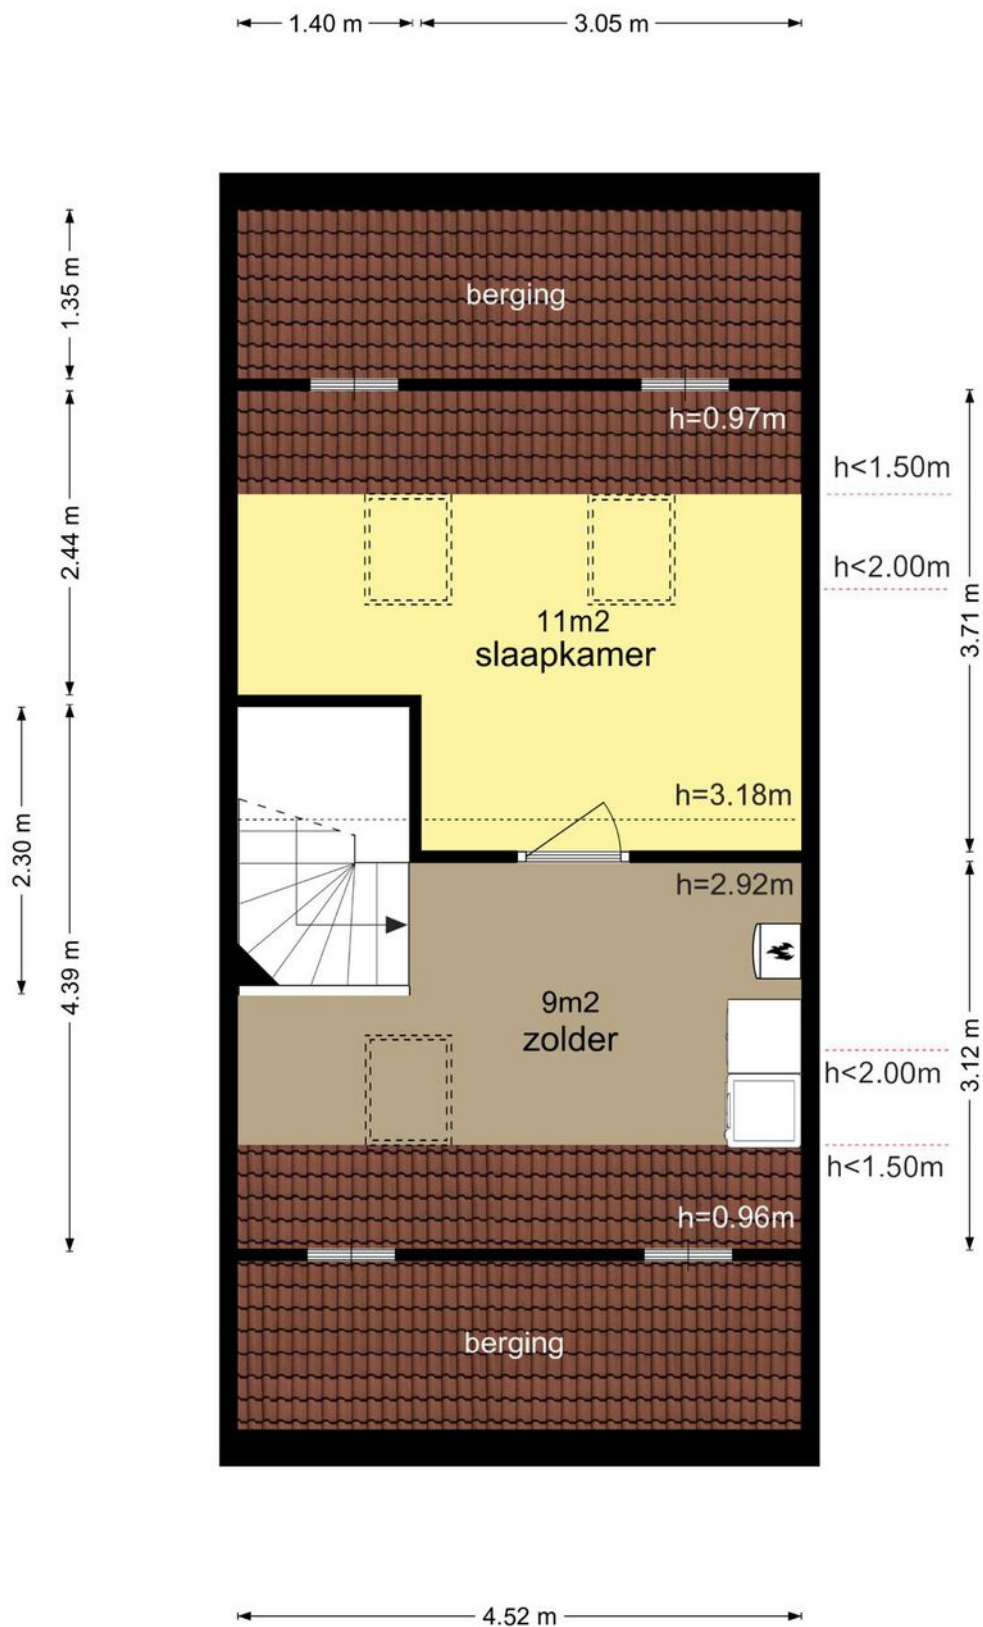 1.40 m
3.05 m
1.35 m
berging
h=0.97m
h<1.50m
2.44 m
h<2.00m
3.71 m
11m2
slaapkamer
h=3.18m
2.30 m
h=2.92m
4.39 m
9m2
zolder
3.12 m
h<2.00m
h<1.50m
h=0.96m
berging
4.52 m